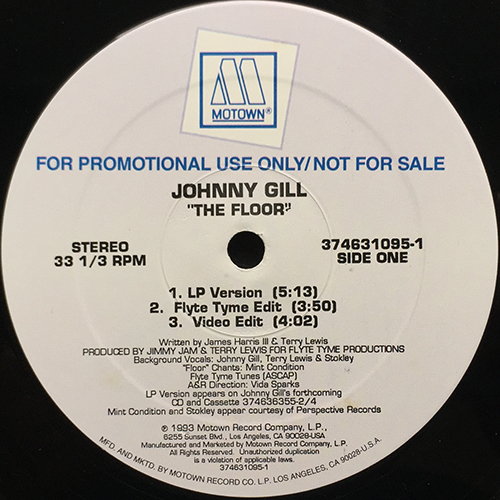 MOTOWN®
FOR PROMOTIONAL USE ONLY/NOT FOR SALE
JOHNNY GILL
"THE FLOOR"
STEREO
33 1/3 RPM
374631095-1
SIDE ONE
1. LP Version (5:13)
2. Flyte Tyme Edit (3:50)
3. Video Edit (4:02)
Written by James Harris III & Terry Lewis
PRODUCED BY JIMMY JAM & TERRY LEWIS FOR FLYTE TYME PRODUCTIONS
Background Vocals: Johnny Gill, Terry Lewis & Stokley
"Floor" Chants: Mint Condition
Flyte Tyme Tunes (ASCAP)
A&R Direction: Vida Sparks
LP Version appears on Johnny Gill's forthcoming
CD and Cassette 374636355-2/4
Mint Condition and Stokley appear courtesy of Perspective Records
℗ 1993 Motown Record Company, L.P.,
6255 Sunset Blvd., Los Angeles, CA 90028-USA
Manufactured and Marketed by Motown Record Company, L.P.
All Rights Reserved. Unauthorized duplication
is a violation of applicable laws.
374631095-1
MFD. AND MKTD. BY MOTOWN RECORD CO. L.P. LOS ANGELES, CA 90028-U.S.A.